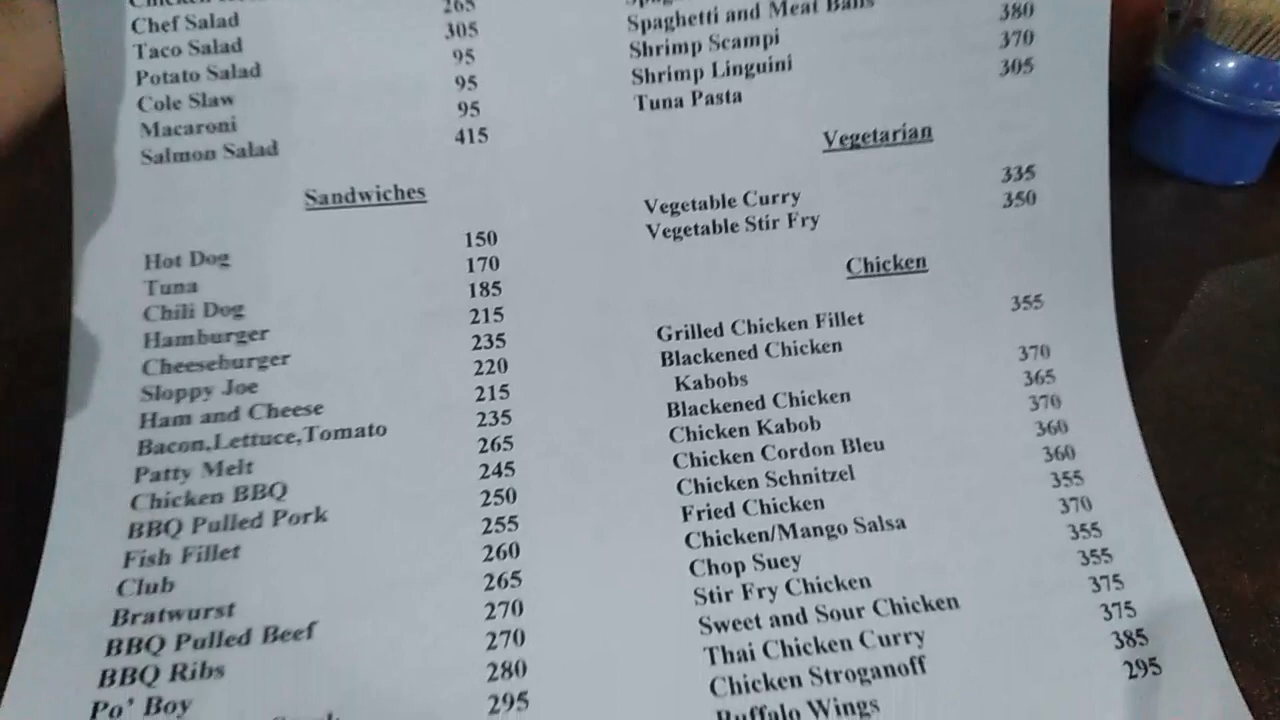 Chef Salad 265
Taco Salad 305
Potato Salad 95
Cole Slaw 95
Macaroni 95
Salmon Salad 415
Sandwiches
Hot Dog 150
Tuna 170
Chili Dog 185
Hamburger 215
Cheeseburger 235
Sloppy Joe 220
Ham and Cheese 215
Bacon,Lettuce,Tomato 235
Patty Melt 265
Chicken BBQ 245
BBQ Pulled Pork 250
Fish Fillet 255
Club 260
Bratwurst 265
BBQ Pulled Beef 270
BBQ Ribs 270
Po' Boy 280
295
Spaghetti and Meat Balls
Shrimp Scampi 380
Shrimp Linguini 370
Tuna Pasta 305
Vegetarian
Vegetable Curry 335
Vegetable Stir Fry 350
Chicken
Grilled Chicken Fillet 355
Blackened Chicken
Kabobs 370
Blackened Chicken 365
Chicken Kabob 370
Chicken Cordon Bleu 360
Chicken Schnitzel 360
Fried Chicken 355
Chicken/Mango Salsa 370
Chop Suey 355
Stir Fry Chicken 355
Sweet and Sour Chicken 375
Thai Chicken Curry 375
Chicken Stroganoff 385
Buffalo Wings 295